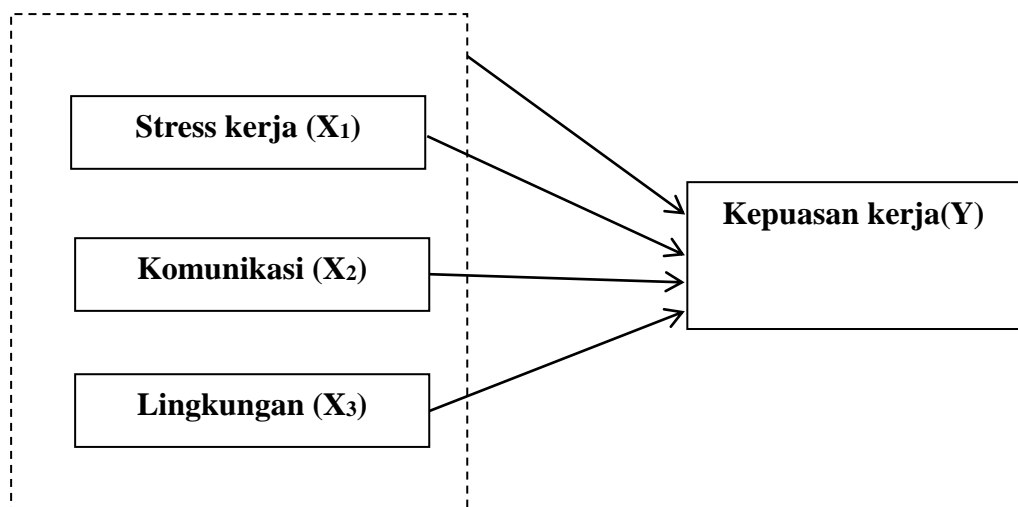 Stress kerja (X1)
Kepuasan kerja(Y)
Komunikasi (X2)
Lingkungan (X3)